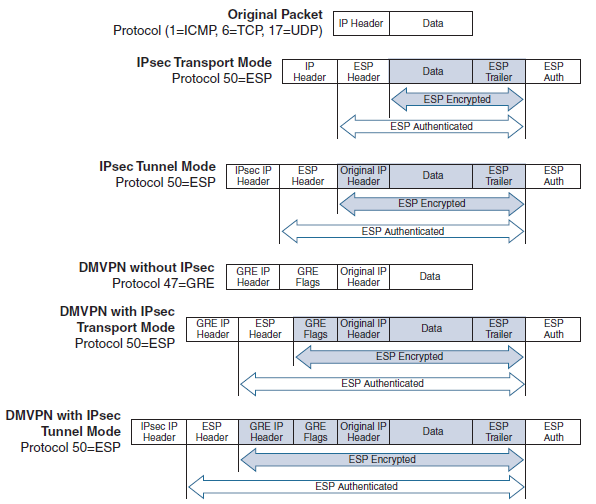 Original Packet
Protocol (1=ICMP, 6=TCP, 17=UDP)
IP Header
Data
IPsec Transport Mode
Protocol 50=ESP
IP
Header
ESP
Header
Data
ESP
Trailer
ESP
Auth
ESP Encrypted
ESP Authenticated
IPsec Tunnel Mode
Protocol 50=ESP
IPsec IP
Header
ESP
Header
Original IP
Header
Data
ESP
Trailer
ESP
Auth
ESP Encrypted
ESP Authenticated
DMVPN without IPsec
Protocol 47=GRE
GRE IP
Header
GRE
Flags
Original IP
Header
Data
DMVPN with IPsec
Transport Mode
Protocol 50=ESP
GRE IP
Header
ESP
Header
GRE
Flags
Original IP
Header
Data
ESP
Trailer
ESP
Auth
ESP Encrypted
ESP Authenticated
DMVPN with IPsec
Tunnel Mode
Protocol 50=ESP
IPsec IP
Header
ESP
Header
GRE IP
Header
GRE
Flags
Original IP
Header
Data
ESP
Trailer
ESP
Auth
ESP Encrypted
ESP Authenticated